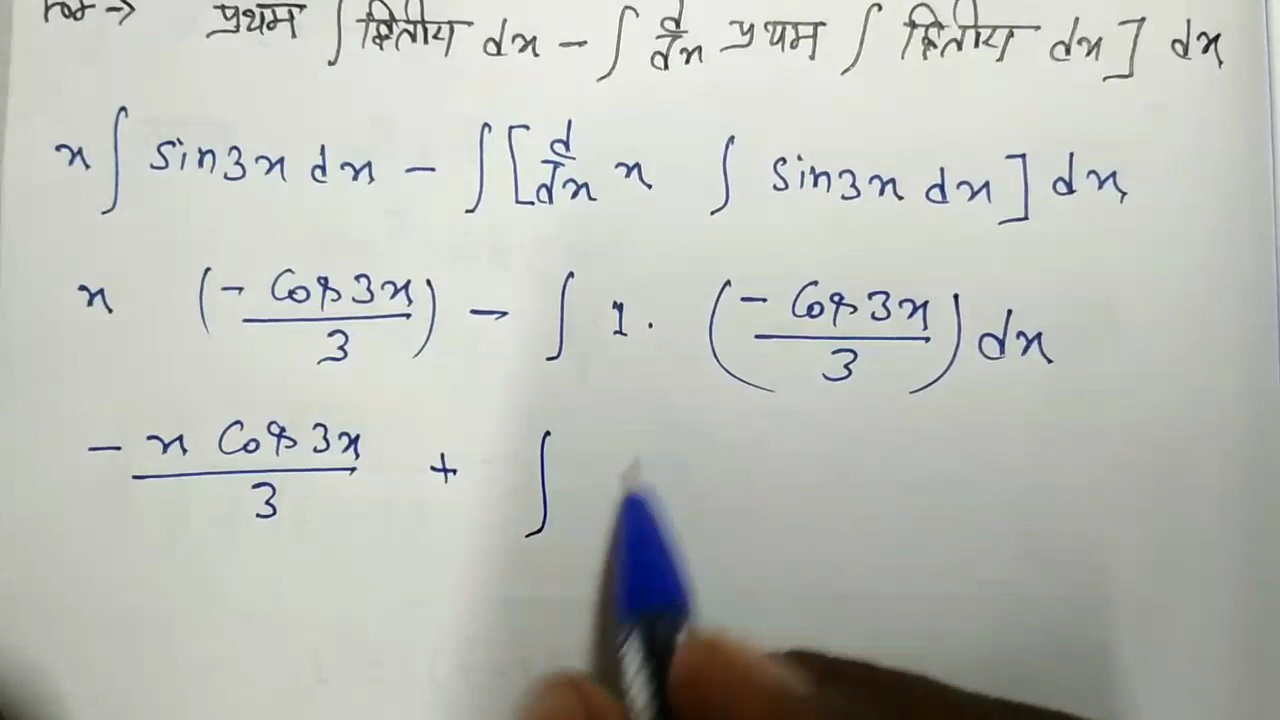 प्रथम ∫ द्वितीय dx - ∫ d/dx प्रथम ∫ द्वितीय dx] dx
x ∫ sin3x dx - ∫ [d/dx x ∫ sin3x dx] dx
x (- Cos3x/3) - ∫ 1. (- Cos3x/3) dx
- x Cos3x/3 + ∫